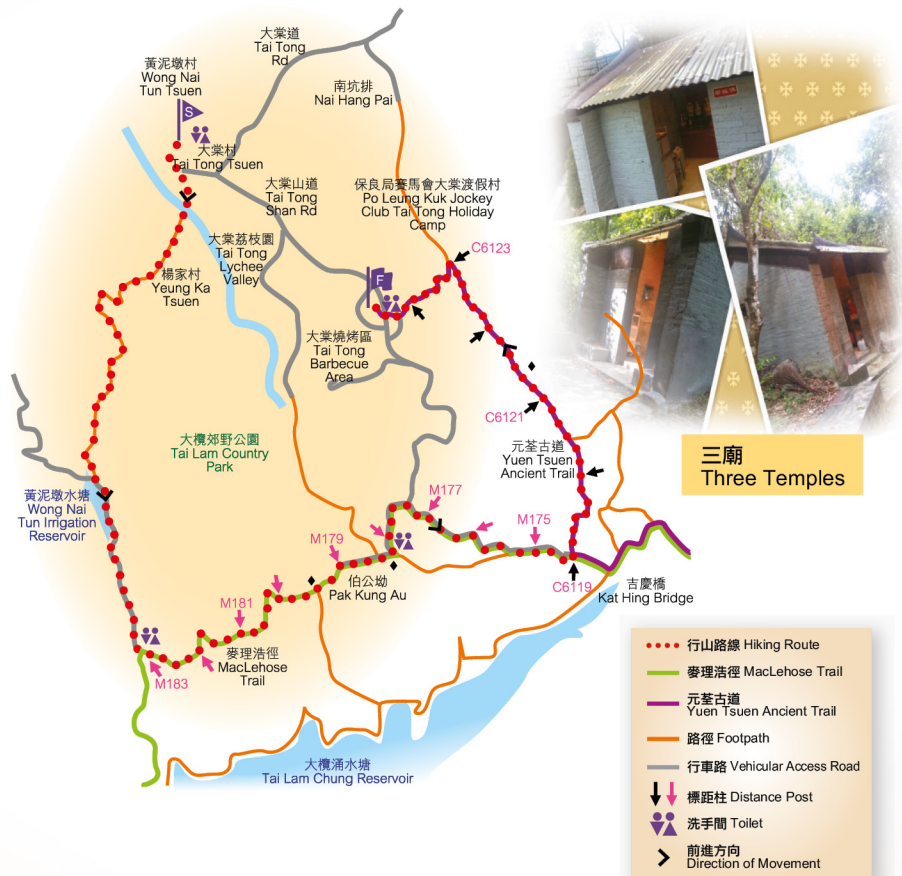 大棠道
Tai Tong
Rd
黃泥墩村
Wong Nai
Tun Tsuen
S
南坑排
Nai Hang Pai
大棠村
Tai Tong Tsuen
大棠山道
Tai Tong
Shan Rd
保良局賽馬會大棠渡假村
Po Leung Kuk Jockey
Club Tai Tong Holiday
Camp
C6123
大棠荔枝園
Tai Tong
Lychee
Valley
楊家村
Yeung Ka
Tsuen
F
大棠燒烤區
Tai Tong
Barbecue
Area
C6121
大欖郊野公園
Tai Lam Country
Park
元荃古道
Yuen Tsuen
Ancient Trail
三廟
Three Temples
黃泥墩水塘
Wong Nai
Tun Irrigation
Reservoir
M177
M175
M179
伯公坳
Pak Kung Au
C6119
吉慶橋
Kat Hing Bridge
M181
麥理浩徑
MacLehose
Trail
M183
大欖涌水塘
Tai Lam Chung Reservoir
行山路線 Hiking Route
麥理浩徑 MacLehose Trail
元荃古道
Yuen Tsuen Ancient Trail
路徑 Footpath
行車路 Vehicular Access Road
標距柱 Distance Post
洗手間 Toilet
前進方向
Direction of Movement